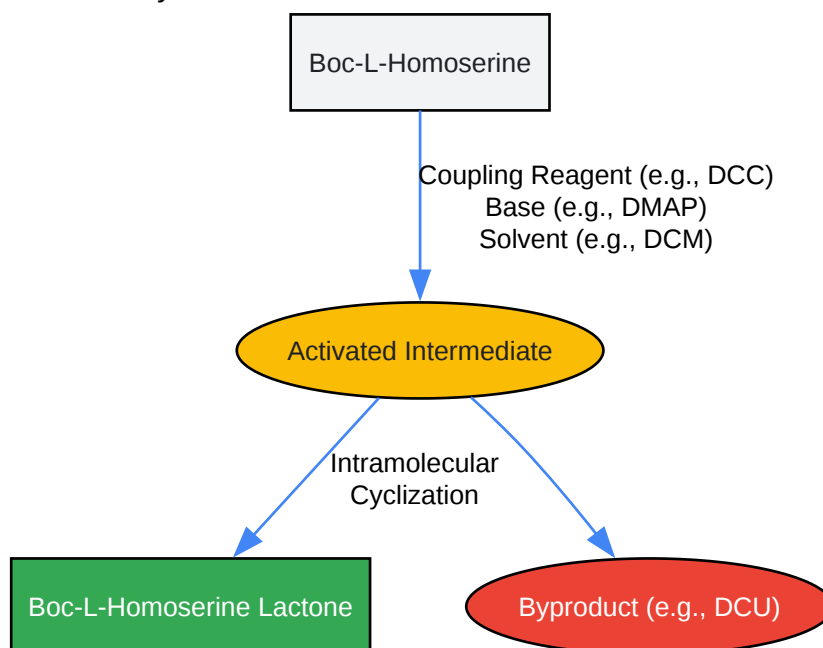 Boc-L-Homoserine
Coupling Reagent (e.g., DCC)
Base (e.g., DMAP)
Solvent (e.g., DCM)
Activated Intermediate
Intramolecular
Cyclization
Boc-L-Homoserine Lactone
Byproduct (e.g., DCU)